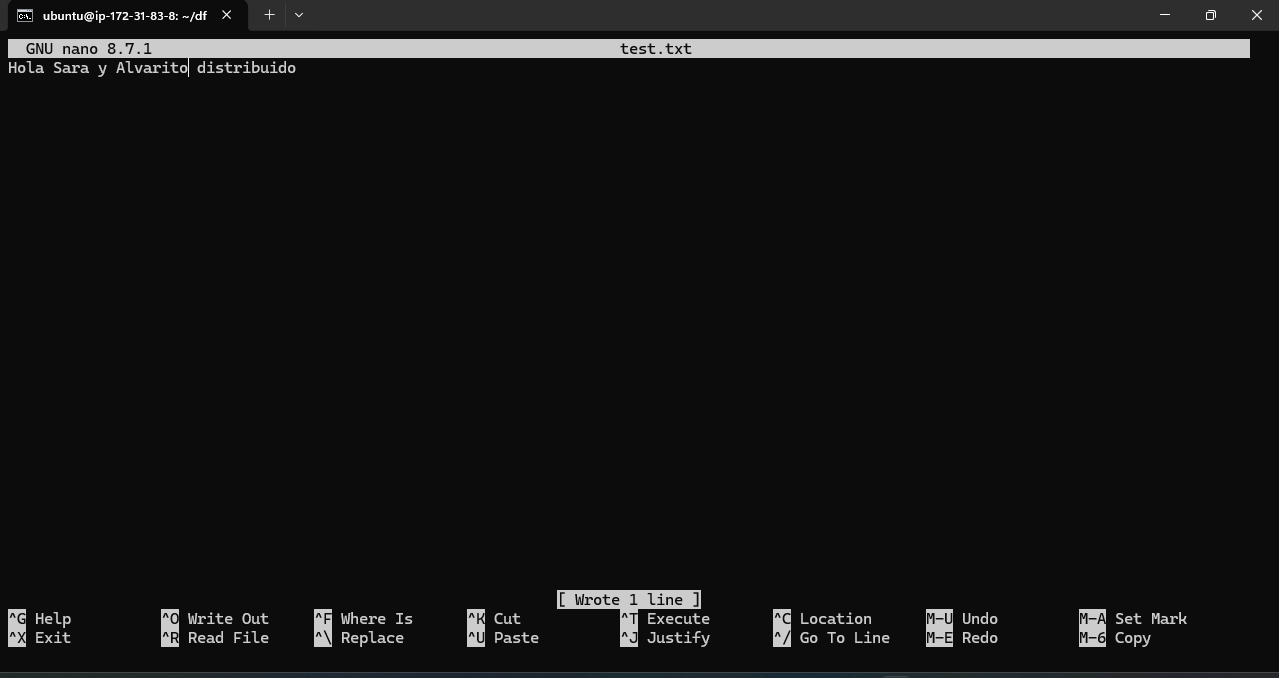 ubuntu@ip-172-31-83-8: ~/df
GNU nano 8.7.1 test.txt
Hola Sara y Alvarito distribuido
[ Wrote 1 line ]
^G Help ^O Write Out ^F Where Is ^K Cut ^T Execute ^C Location M-U Undo M-A Set Mark
^X Exit ^R Read File ^\ Replace ^U Paste ^J Justify ^/ Go To Line M-E Redo M-6 Copy